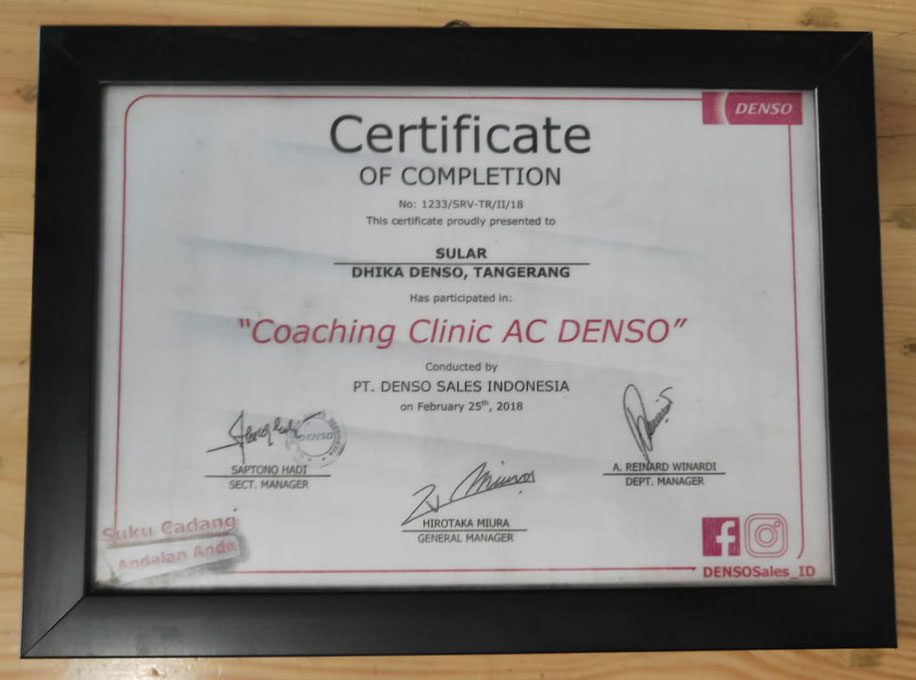 DENSO
Certificate
OF COMPLETION
No: 1233/SRV-TR/II/18
This certificate proudly presented to
SULAR
DHIKA DENSO, TANGERANG
Has participated in:
"Coaching Clinic AC DENSO"
Conducted by
PT. DENSO SALES INDONESIA
on February 25th, 2018
DENSO
SAPTONO HADI
SECT. MANAGER
HIROTAKA MIURA
GENERAL MANAGER
A. REINARD WINARDI
DEPT. MANAGER
Suku Cadang
Andalan Anda
DENSOSales_ID